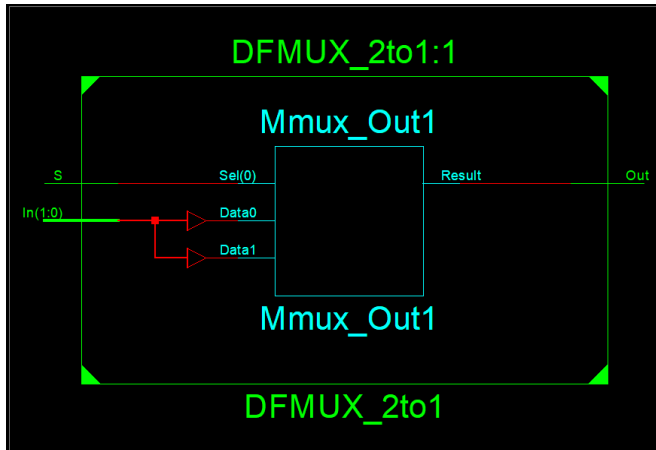 DFMUX_2to1:1
Mmux_Out1
S
Sel(0)
Result
Out
In(1:0)
Data0
Data1
Mmux_Out1
DFMUX_2to1